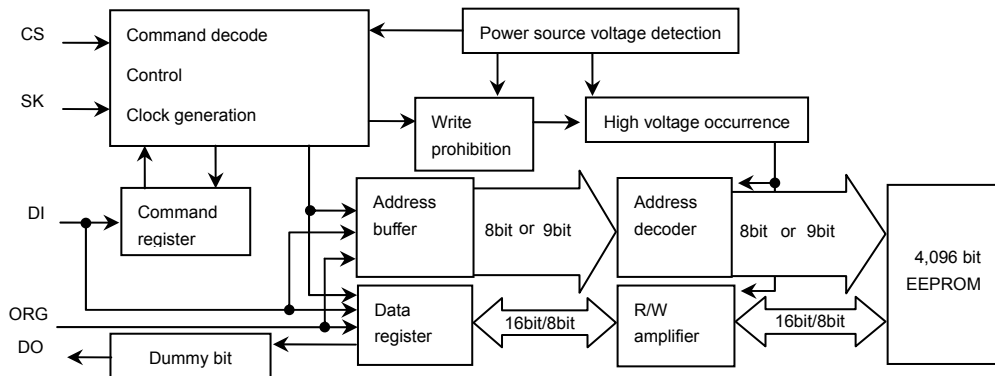 CS
Command decode
Power source voltage detection
Control
SK
Clock generation
Write
prohibition
High voltage occurrence
DI
Command
register
Address
buffer
8bit or 9bit
Address
decoder
8bit or 9bit
4,096 bit
EEPROM
ORG
Data
register
16bit/8bit
R/W
amplifier
16bit/8bit
DO
Dummy bit